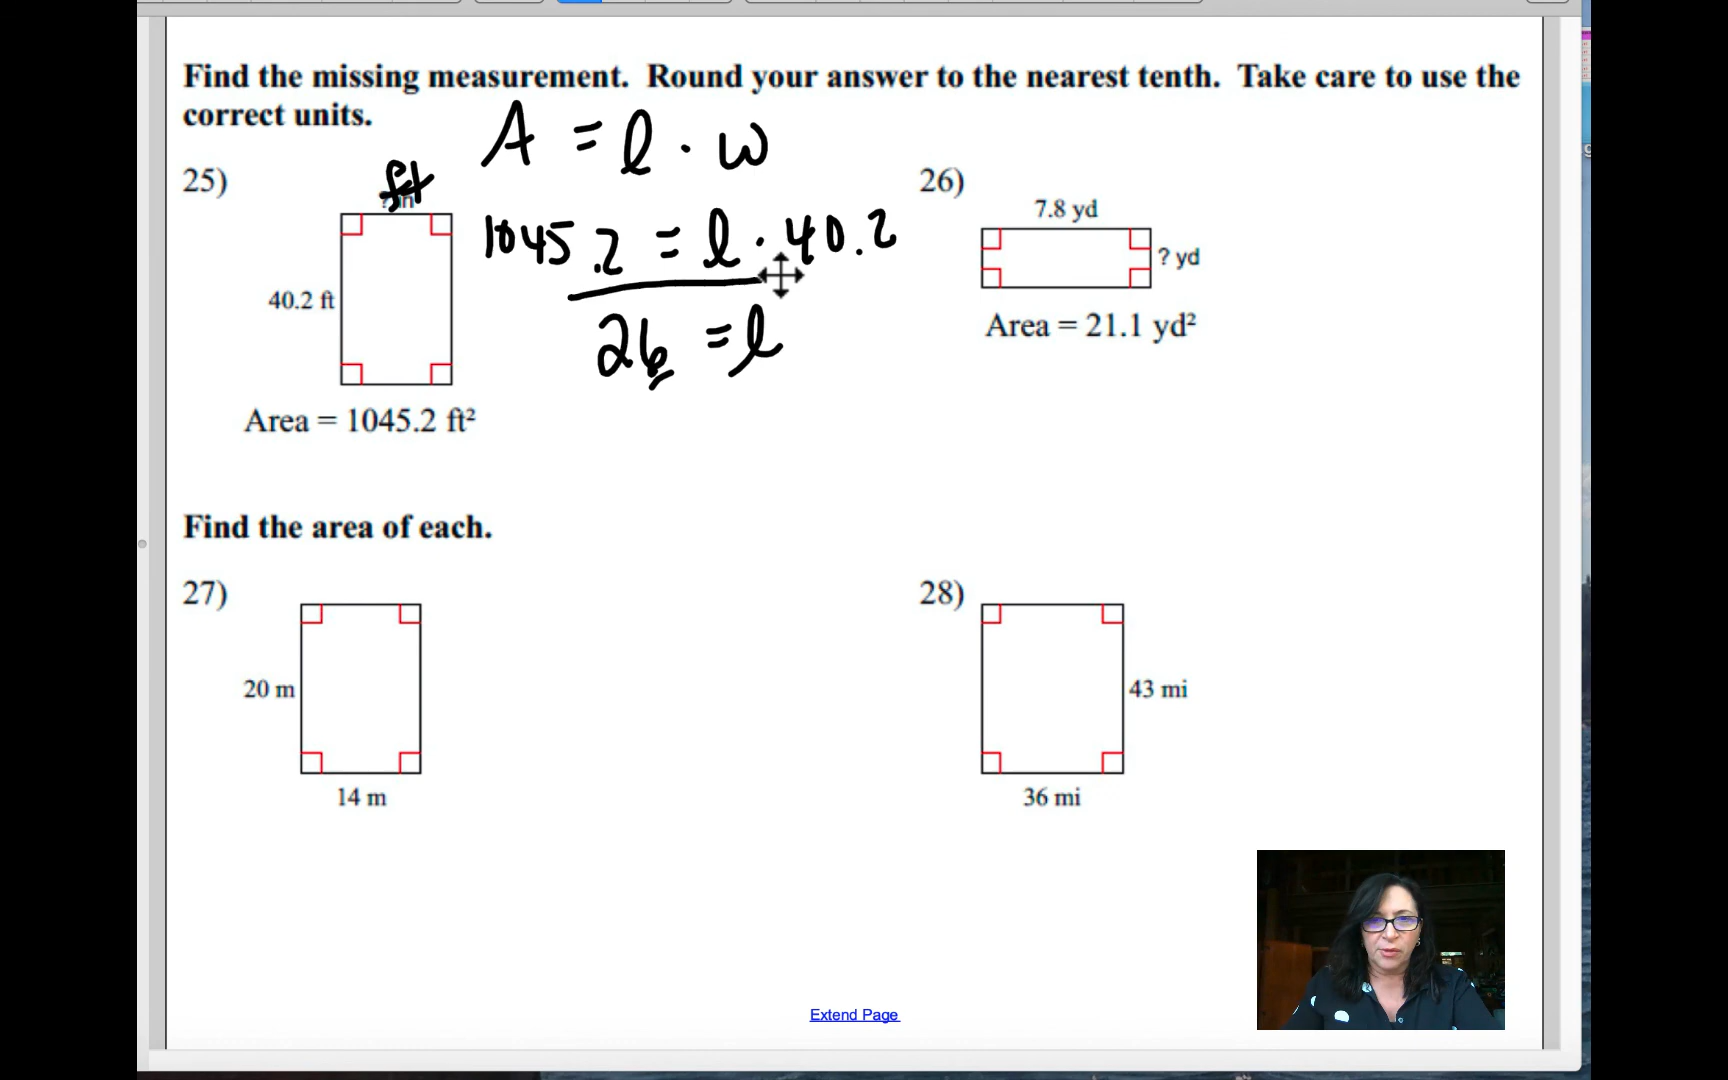 Find the missing measurement. Round your answer to the nearest tenth. Take care to use the
correct units.
A = l · w
25)
ft
1045.2 = l · 40.2
40.2 ft
26 = l
Area = 1045.2 ft²
26)
7.8 yd
? yd
Area = 21.1 yd²
Find the area of each.
27)
20 m
14 m
28)
43 mi
36 mi
Extend Page